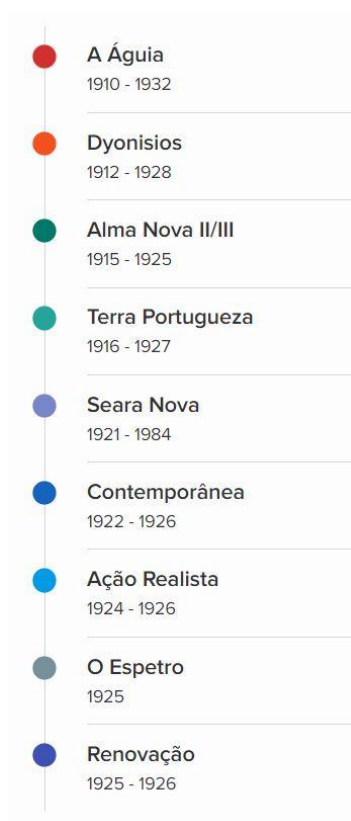 A Águia
1910 - 1932
Dyonisios
1912 - 1928
Alma Nova II/III
1915 - 1925
Terra Portugueza
1916 - 1927
Seara Nova
1921 - 1984
Contemporânea
1922 - 1926
Ação Realista
1924 - 1926
O Espetro
1925
Renovação
1925 - 1926